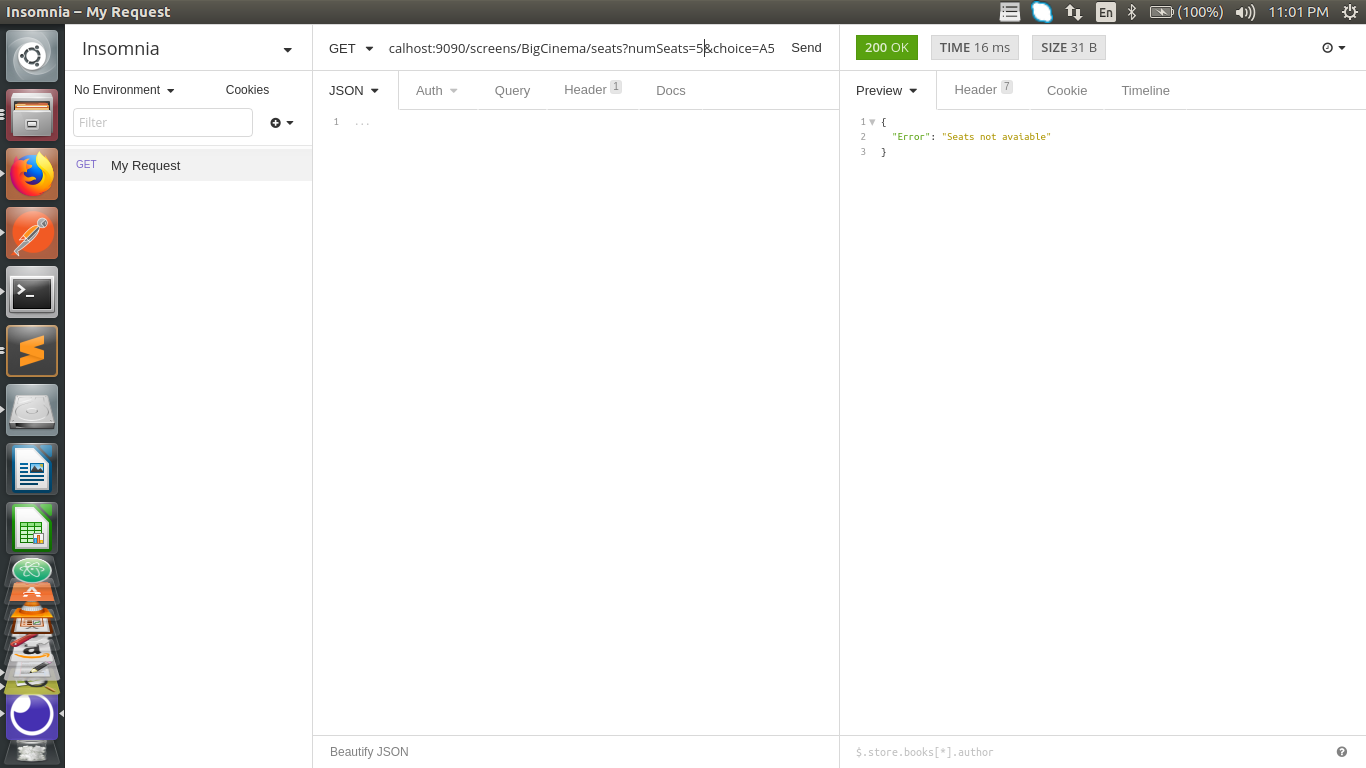 Insomnia – My Request
En
(100%)
11:01 PM
Insomnia
GET
calhost:9090/screens/BigCinema/seats?numSeats=5&choice=A5
Send
200 OK
TIME 16 ms
SIZE 31 B
No Environment
Cookies
JSON
Auth
Query
Header 1
Docs
Preview
Header 7
Cookie
Timeline
Filter
GET My Request
1 ...
1 {
2 "Error": "Seats not avaiable"
3 }
Beautify JSON
$.store.books[*].author